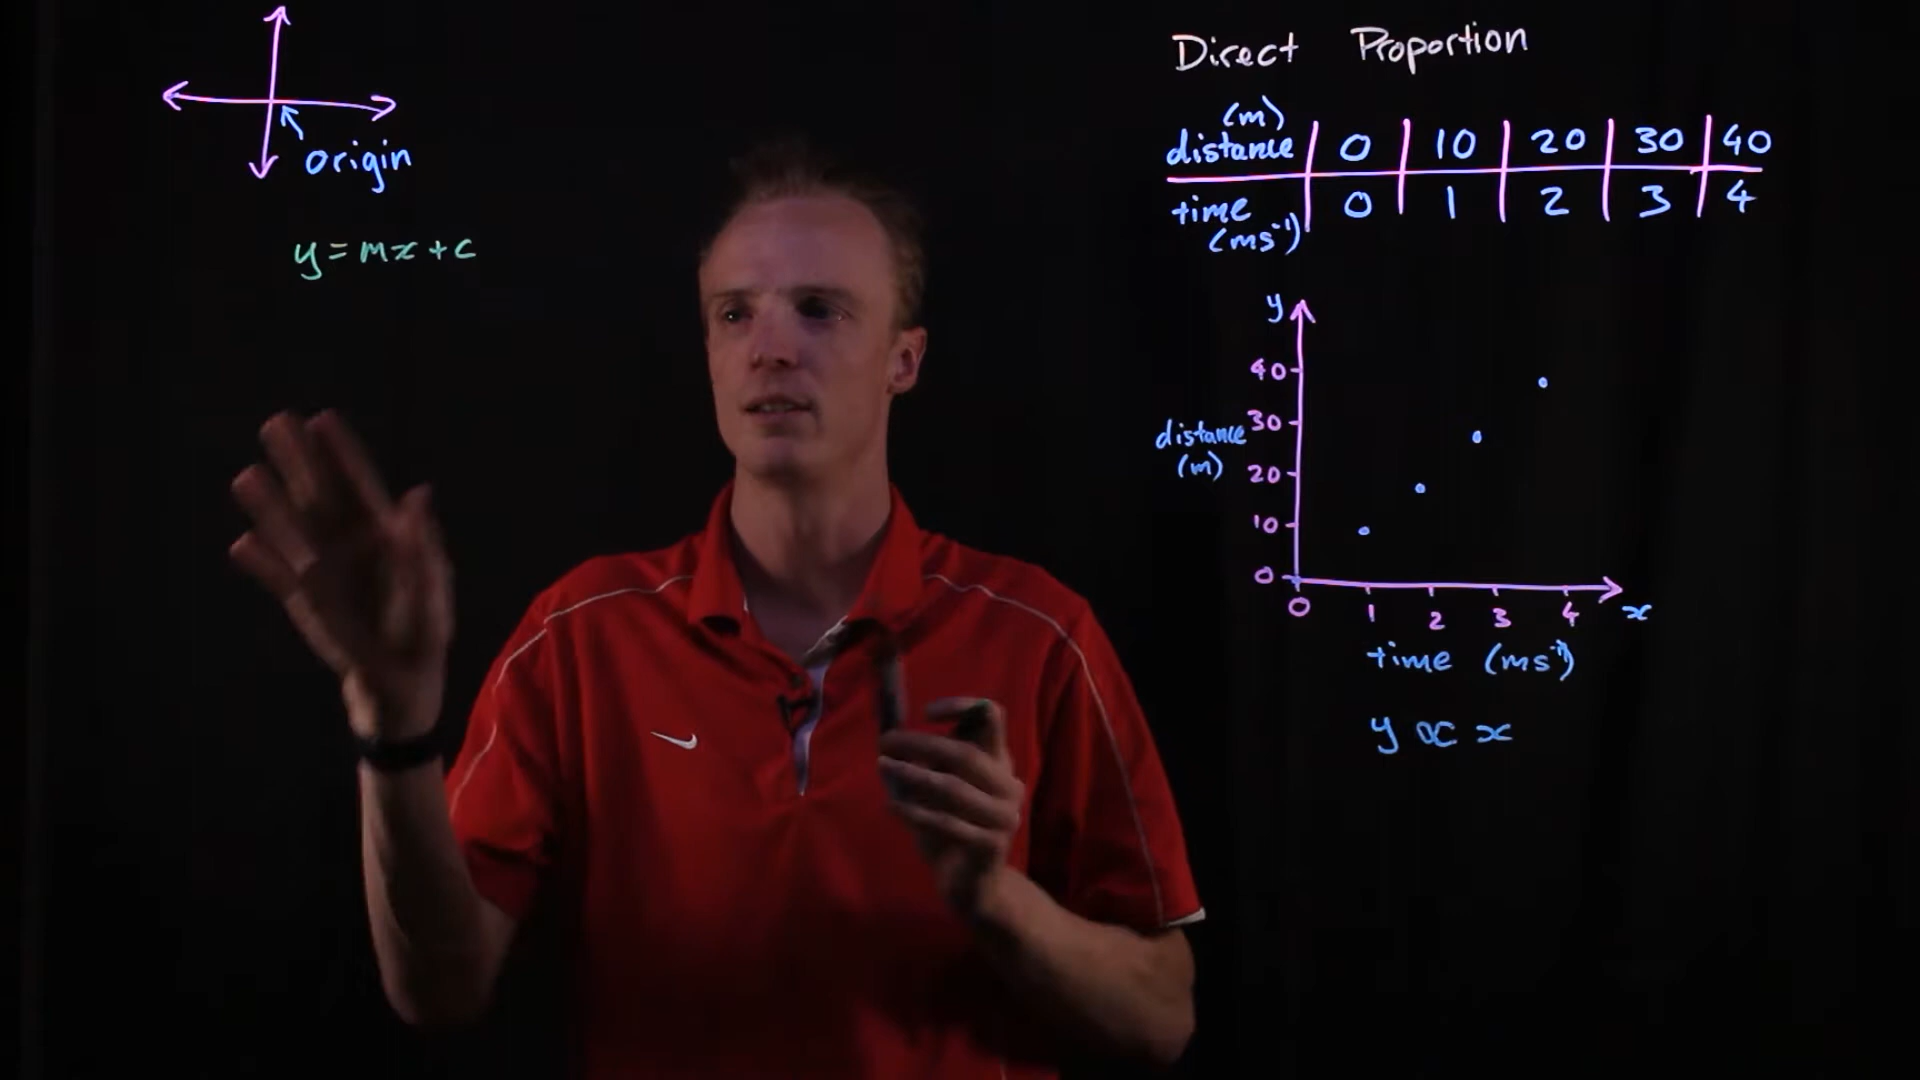 origin
y = mx + c
Direct Proportion
(m)
distance 0 10 20 30 40
time 0 1 2 3 4
(ms⁻¹)
y
40
30
distance
(m)
20
10
0
0 1 2 3 4 x
time (ms⁻¹)
y ∝ x